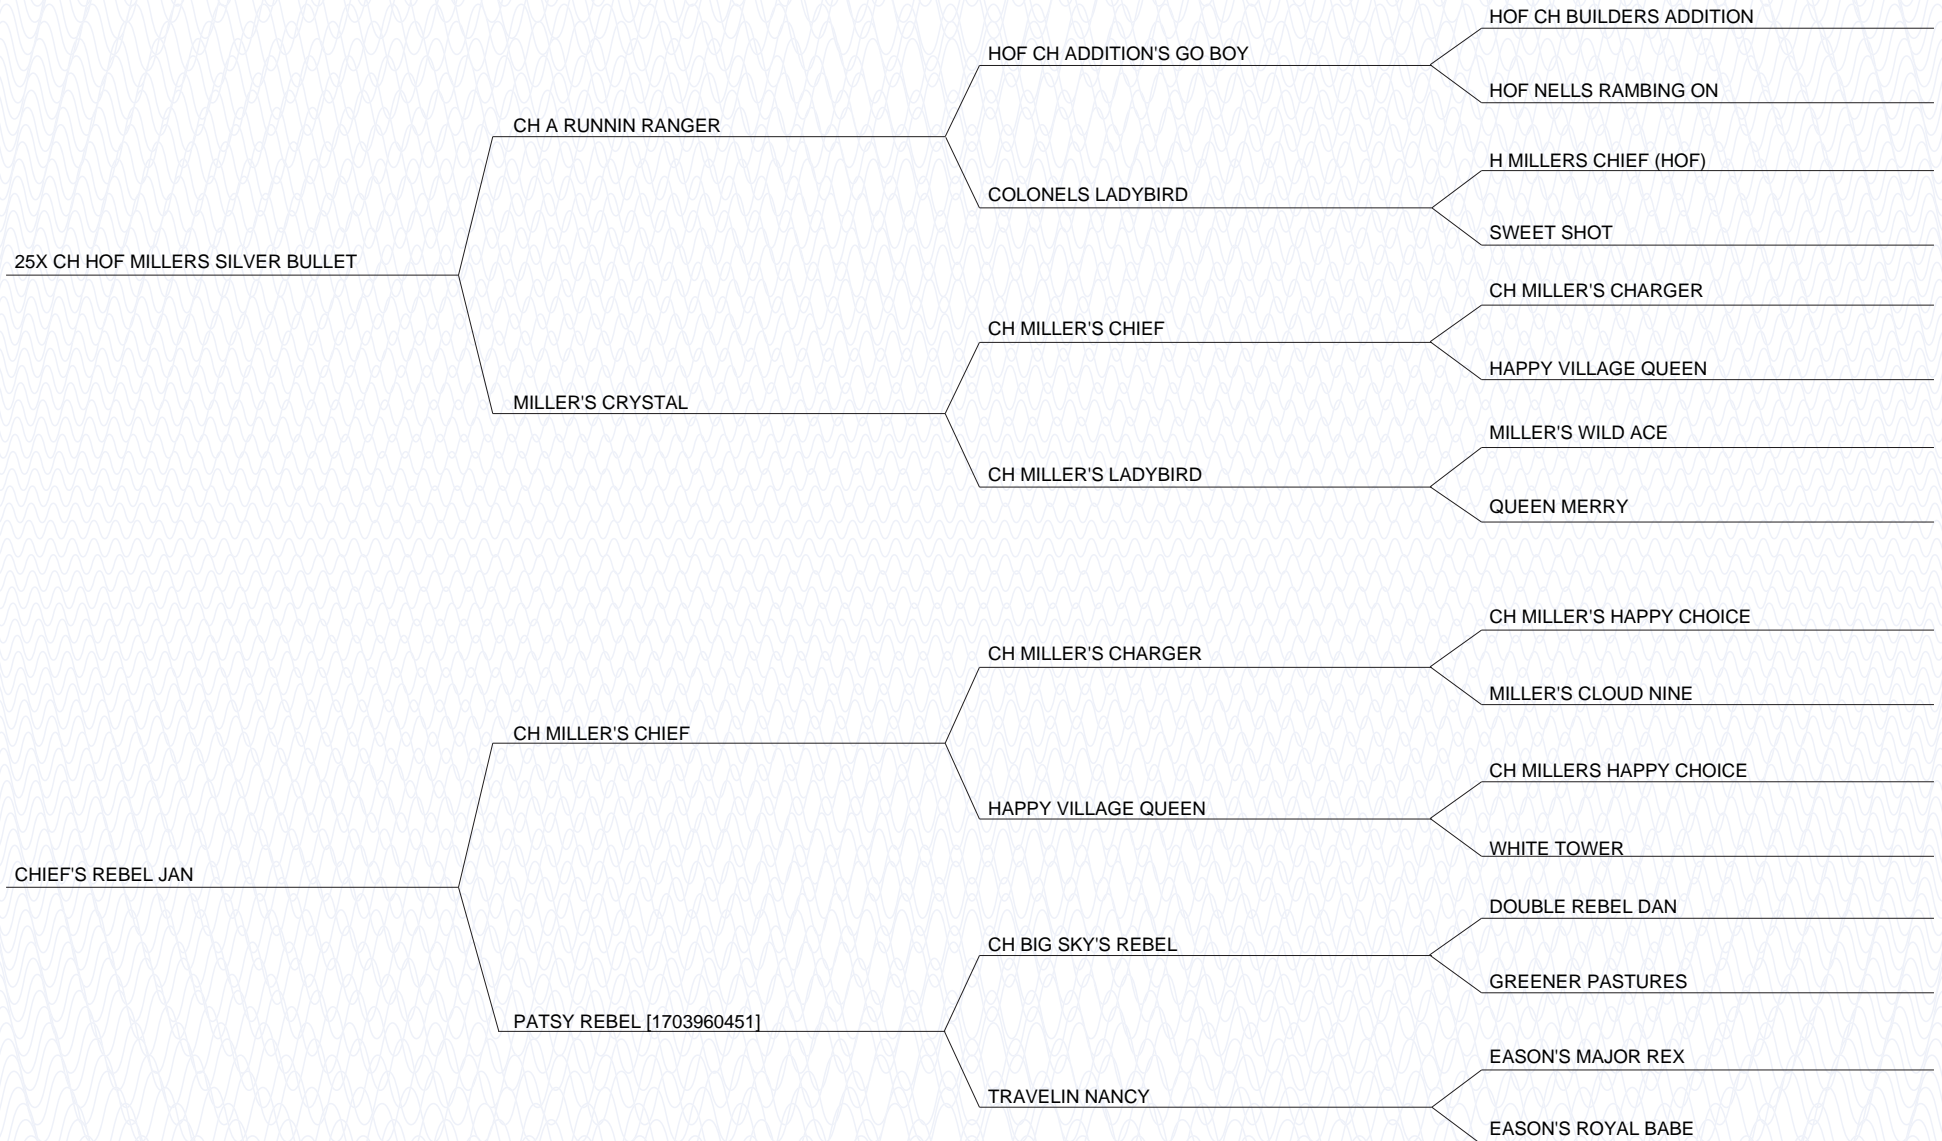 HOF CH BUILDERS ADDITION
HOF CH ADDITION'S GO BOY
HOF NELLS RAMBING ON
CH A RUNNIN RANGER
H MILLERS CHIEF (HOF)
COLONELS LADYBIRD
SWEET SHOT
25X CH HOF MILLERS SILVER BULLET
CH MILLER'S CHARGER
CH MILLER'S CHIEF
HAPPY VILLAGE QUEEN
MILLER'S CRYSTAL
MILLER'S WILD ACE
CH MILLER'S LADYBIRD
QUEEN MERRY
CH MILLER'S HAPPY CHOICE
CH MILLER'S CHARGER
MILLER'S CLOUD NINE
CH MILLER'S CHIEF
CH MILLERS HAPPY CHOICE
HAPPY VILLAGE QUEEN
WHITE TOWER
CHIEF'S REBEL JAN
DOUBLE REBEL DAN
CH BIG SKY'S REBEL
GREENER PASTURES
PATSY REBEL [1703960451]
EASON'S MAJOR REX
TRAVELIN NANCY
EASON'S ROYAL BABE